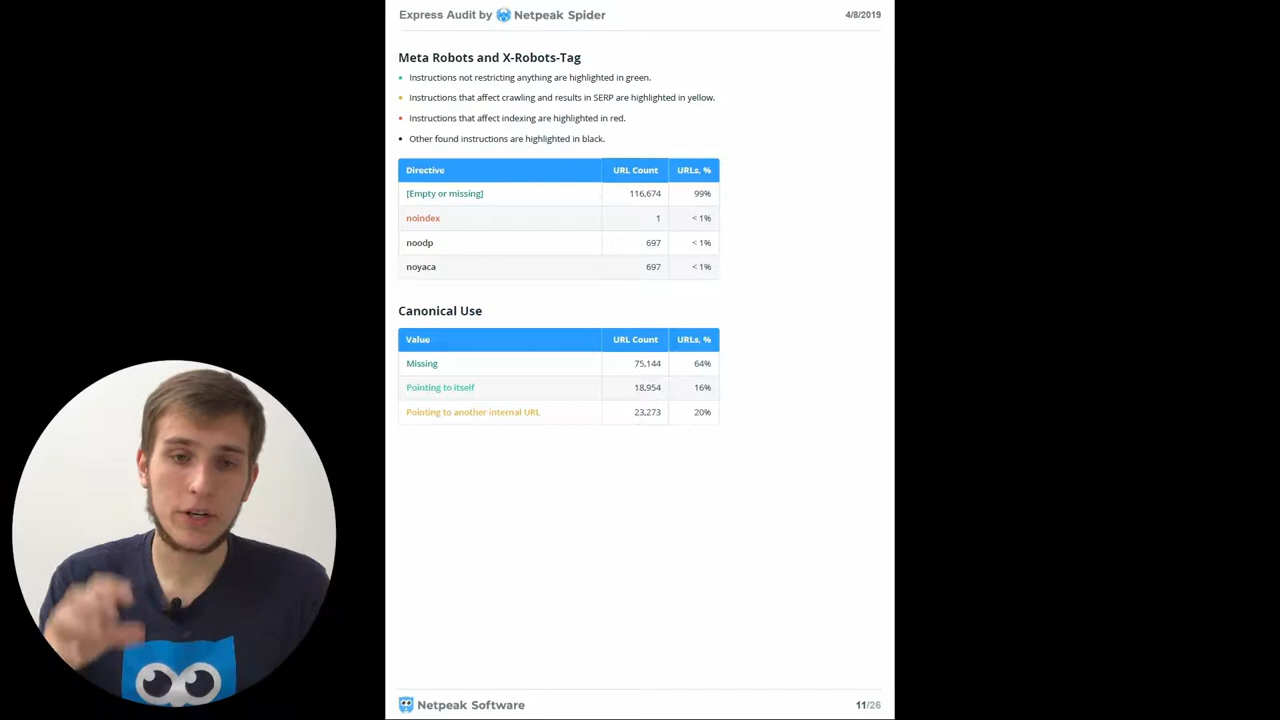 Express Audit by Netpeak Spider 4/8/2019
Meta Robots and X-Robots-Tag
• Instructions not restricting anything are highlighted in green.
• Instructions that affect crawling and results in SERP are highlighted in yellow.
• Instructions that affect indexing are highlighted in red.
• Other found instructions are highlighted in black.
Directive URL Count URLs, %
[Empty or missing] 116,674 99%
noindex 1 < 1%
noodp 697 < 1%
noyaca 697 < 1%
Canonical Use
Value URL Count URLs, %
Missing 75,144 64%
Pointing to itself 18,954 16%
Pointing to another internal URL 23,273 20%
Netpeak Software 11/26